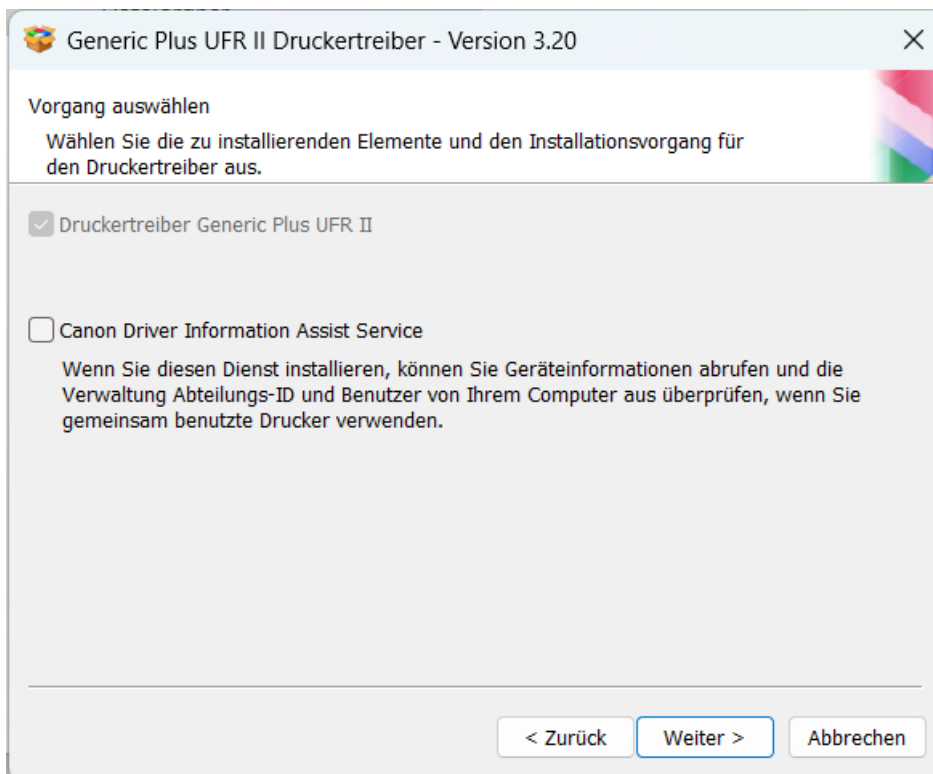 Generic Plus UFR II Druckertreiber - Version 3.20
Vorgang auswählen
Wählen Sie die zu installierenden Elemente und den Installationsvorgang für
den Druckertreiber aus.
Druckertreiber Generic Plus UFR II
Canon Driver Information Assist Service
Wenn Sie diesen Dienst installieren, können Sie Geräteinformationen abrufen und die
Verwaltung Abteilungs-ID und Benutzer von Ihrem Computer aus überprüfen, wenn Sie
gemeinsam benutzte Drucker verwenden.
< Zurück
Weiter >
Abbrechen